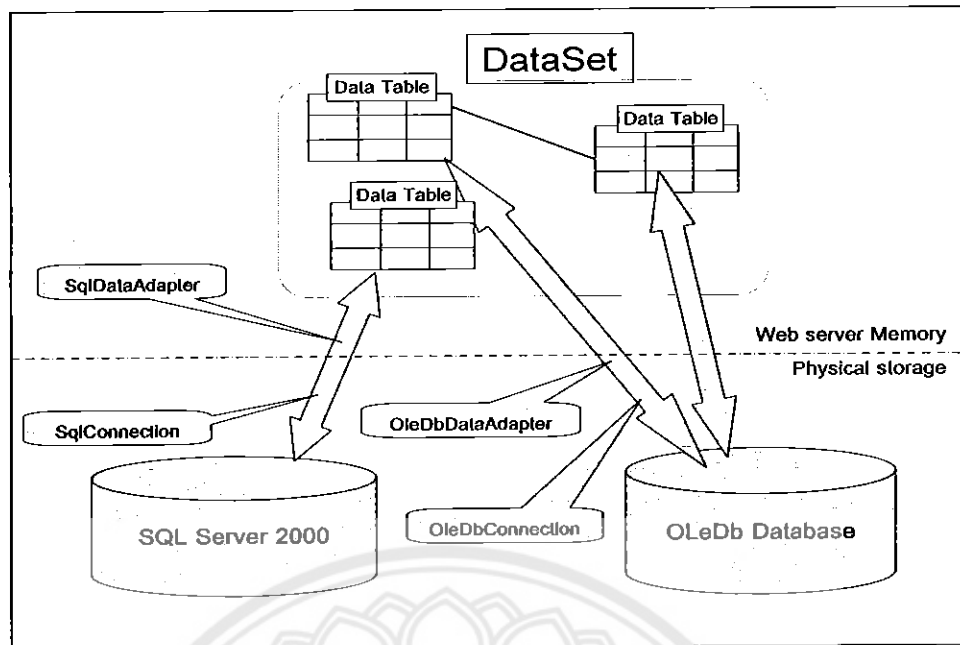 DataSet
Data Table
Data Table
Data Table
SqlDataAdapter
Web server Memory
Physical storage
SqlConnection
OleDbDataAdapter
OleDbConnection
SQL Server 2000
OLeDb Database